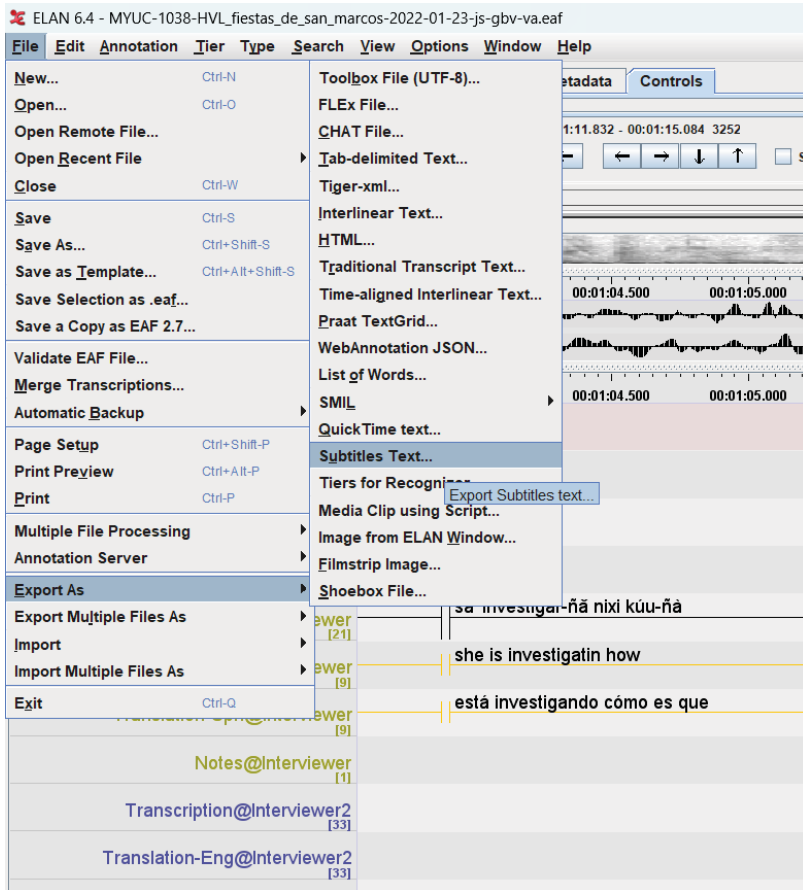 ELAN 6.4 - MYUC-1038-HVL_fiestas_de_san_marcos-2022-01-23-js-gbv-va.eaf
File Edit Annotation Tier Type Search View Options Window Help
New... Ctrl-N
Open... Ctrl-O
Open Remote File...
Open Recent File
Close Ctrl-W
Save Ctrl-S
Save As... Ctrl+Shift-S
Save as Template... Ctrl+Alt+Shift-S
Save Selection as .eaf...
Save a Copy as EAF 2.7...
Validate EAF File...
Merge Transcriptions...
Automatic Backup
Page Setup Ctrl+Shift-P
Print Preview Ctrl+Alt-P
Print Ctrl-P
Multiple File Processing
Annotation Server
Export As
Export Multiple Files As
Import
Import Multiple Files As
Exit Ctrl-Q
Toolbox File (UTF-8)...
FLEx File...
CHAT File...
Tab-delimited Text...
Tiger-xml...
Interlinear Text...
HTML...
Traditional Transcript Text...
Time-aligned Interlinear Text...
Praat TextGrid...
WebAnnotation JSON...
List of Words...
SMIL
QuickTime text...
Subtitles Text...
Tiers for Recognizer
Export Subtitles text...
Media Clip using Script...
Image from ELAN Window...
Filmstrip Image...
Shoebox File...
etadata Controls
1:11.832 - 00:01:15.084 3252
00:01:04.500 00:01:05.000
00:01:04.500 00:01:05.000
ewer sa' investigar-ñă nixi kúu-ñà
[21]
ewer she is investigatin how
[9]
ewer está investigando cómo es que
[9]
Notes@Interviewer
[1]
Transcription@Interviewer2
[33]
Translation-Eng@Interviewer2
[33]